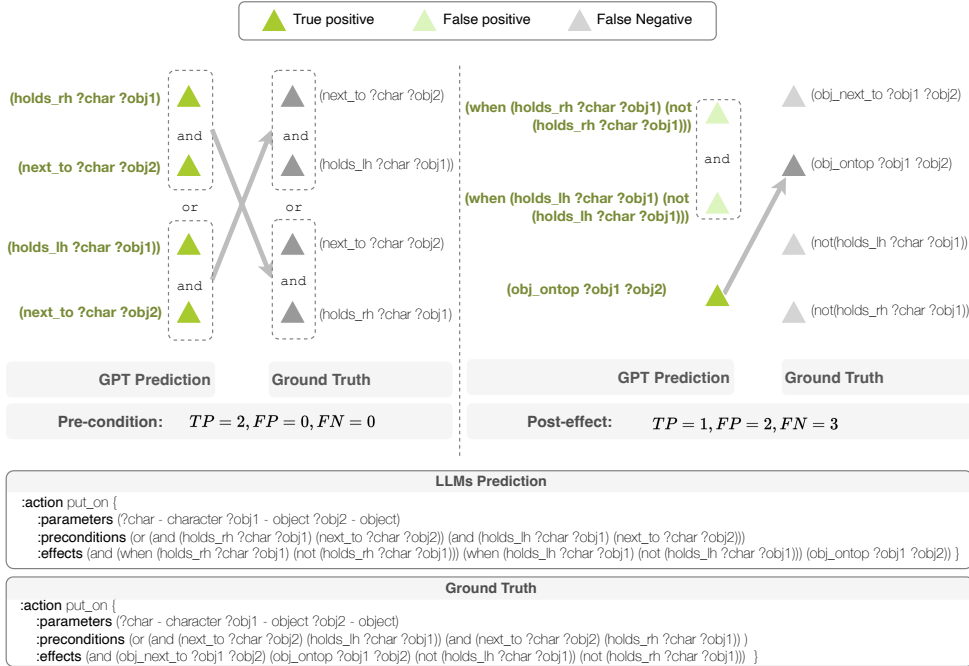 True positive False positive False Negative
(holds_rh ?char ?obj1)
and
(next_to ?char ?obj2)
or
(holds_lh ?char ?obj1))
and
(next_to ?char ?obj2)
(next_to ?char ?obj2)
and
(holds_lh ?char ?obj1))
or
(next_to ?char ?obj2)
and
(holds_rh ?char ?obj1)
GPT Prediction Ground Truth
Pre-condition: TP = 2, FP = 0, FN = 0
(when (holds_rh ?char ?obj1) (not
(holds_rh ?char ?obj1)))
and
(when (holds_lh ?char ?obj1) (not
(holds_lh ?char ?obj1)))
(obj_ontop ?obj1 ?obj2)
(obj_next_to ?obj1 ?obj2)
(obj_ontop ?obj1 ?obj2)
(not(holds_lh ?char ?obj1))
(not(holds_rh ?char ?obj1))
GPT Prediction Ground Truth
Post-effect: TP = 1, FP = 2, FN = 3
LLMs Prediction
:action put_on {
:parameters (?char - character ?obj1 - object ?obj2 - object)
:preconditions (or (and (holds_rh ?char ?obj1) (next_to ?char ?obj2)) (and (holds_lh ?char ?obj1) (next_to ?char ?obj2)))
:effects (and (when (holds_rh ?char ?obj1) (not (holds_rh ?char ?obj1))) (when (holds_lh ?char ?obj1) (not (holds_lh ?char ?obj1))) (obj_ontop ?obj1 ?obj2)) }
Ground Truth
:action put_on {
:parameters (?char - character ?obj1 - object ?obj2 - object)
:preconditions (or (and (next_to ?char ?obj2) (holds_lh ?char ?obj1)) (and (next_to ?char ?obj2) (holds_rh ?char ?obj1)) )
:effects (and (obj_next_to ?obj1 ?obj2) (obj_ontop ?obj1 ?obj2) (not (holds_lh ?char ?obj1)) (not (holds_rh ?char ?obj1))) }